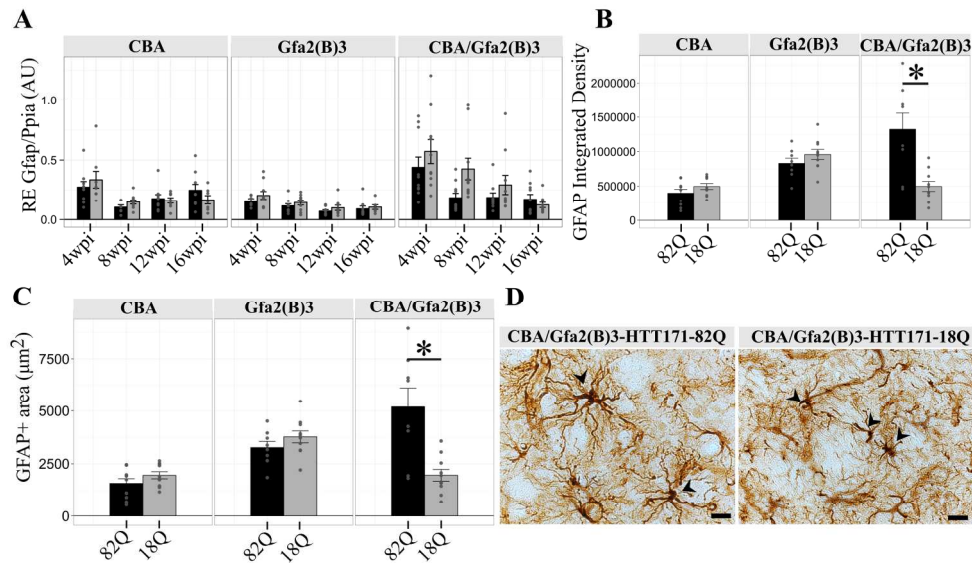 A
CBA Gfa2(B)3 CBA/Gfa2(B)3
RE Gfap/Ppia (AU)
1.0
0.5
0.0
4wpi 8wpi 12wpi 16wpi 4wpi 8wpi 12wpi 16wpi 4wpi 8wpi 12wpi 16wpi
B
CBA Gfa2(B)3 CBA/Gfa2(B)3
GFAP Integrated Density
2000000
1500000
1000000
500000
0
*
82Q 18Q 82Q 18Q 82Q 18Q
C
CBA Gfa2(B)3 CBA/Gfa2(B)3
GFAP+ area (µm²)
7500
5000
2500
0
*
82Q 18Q 82Q 18Q 82Q 18Q
D
CBA/Gfa2(B)3-HTT171-82Q CBA/Gfa2(B)3-HTT171-18Q